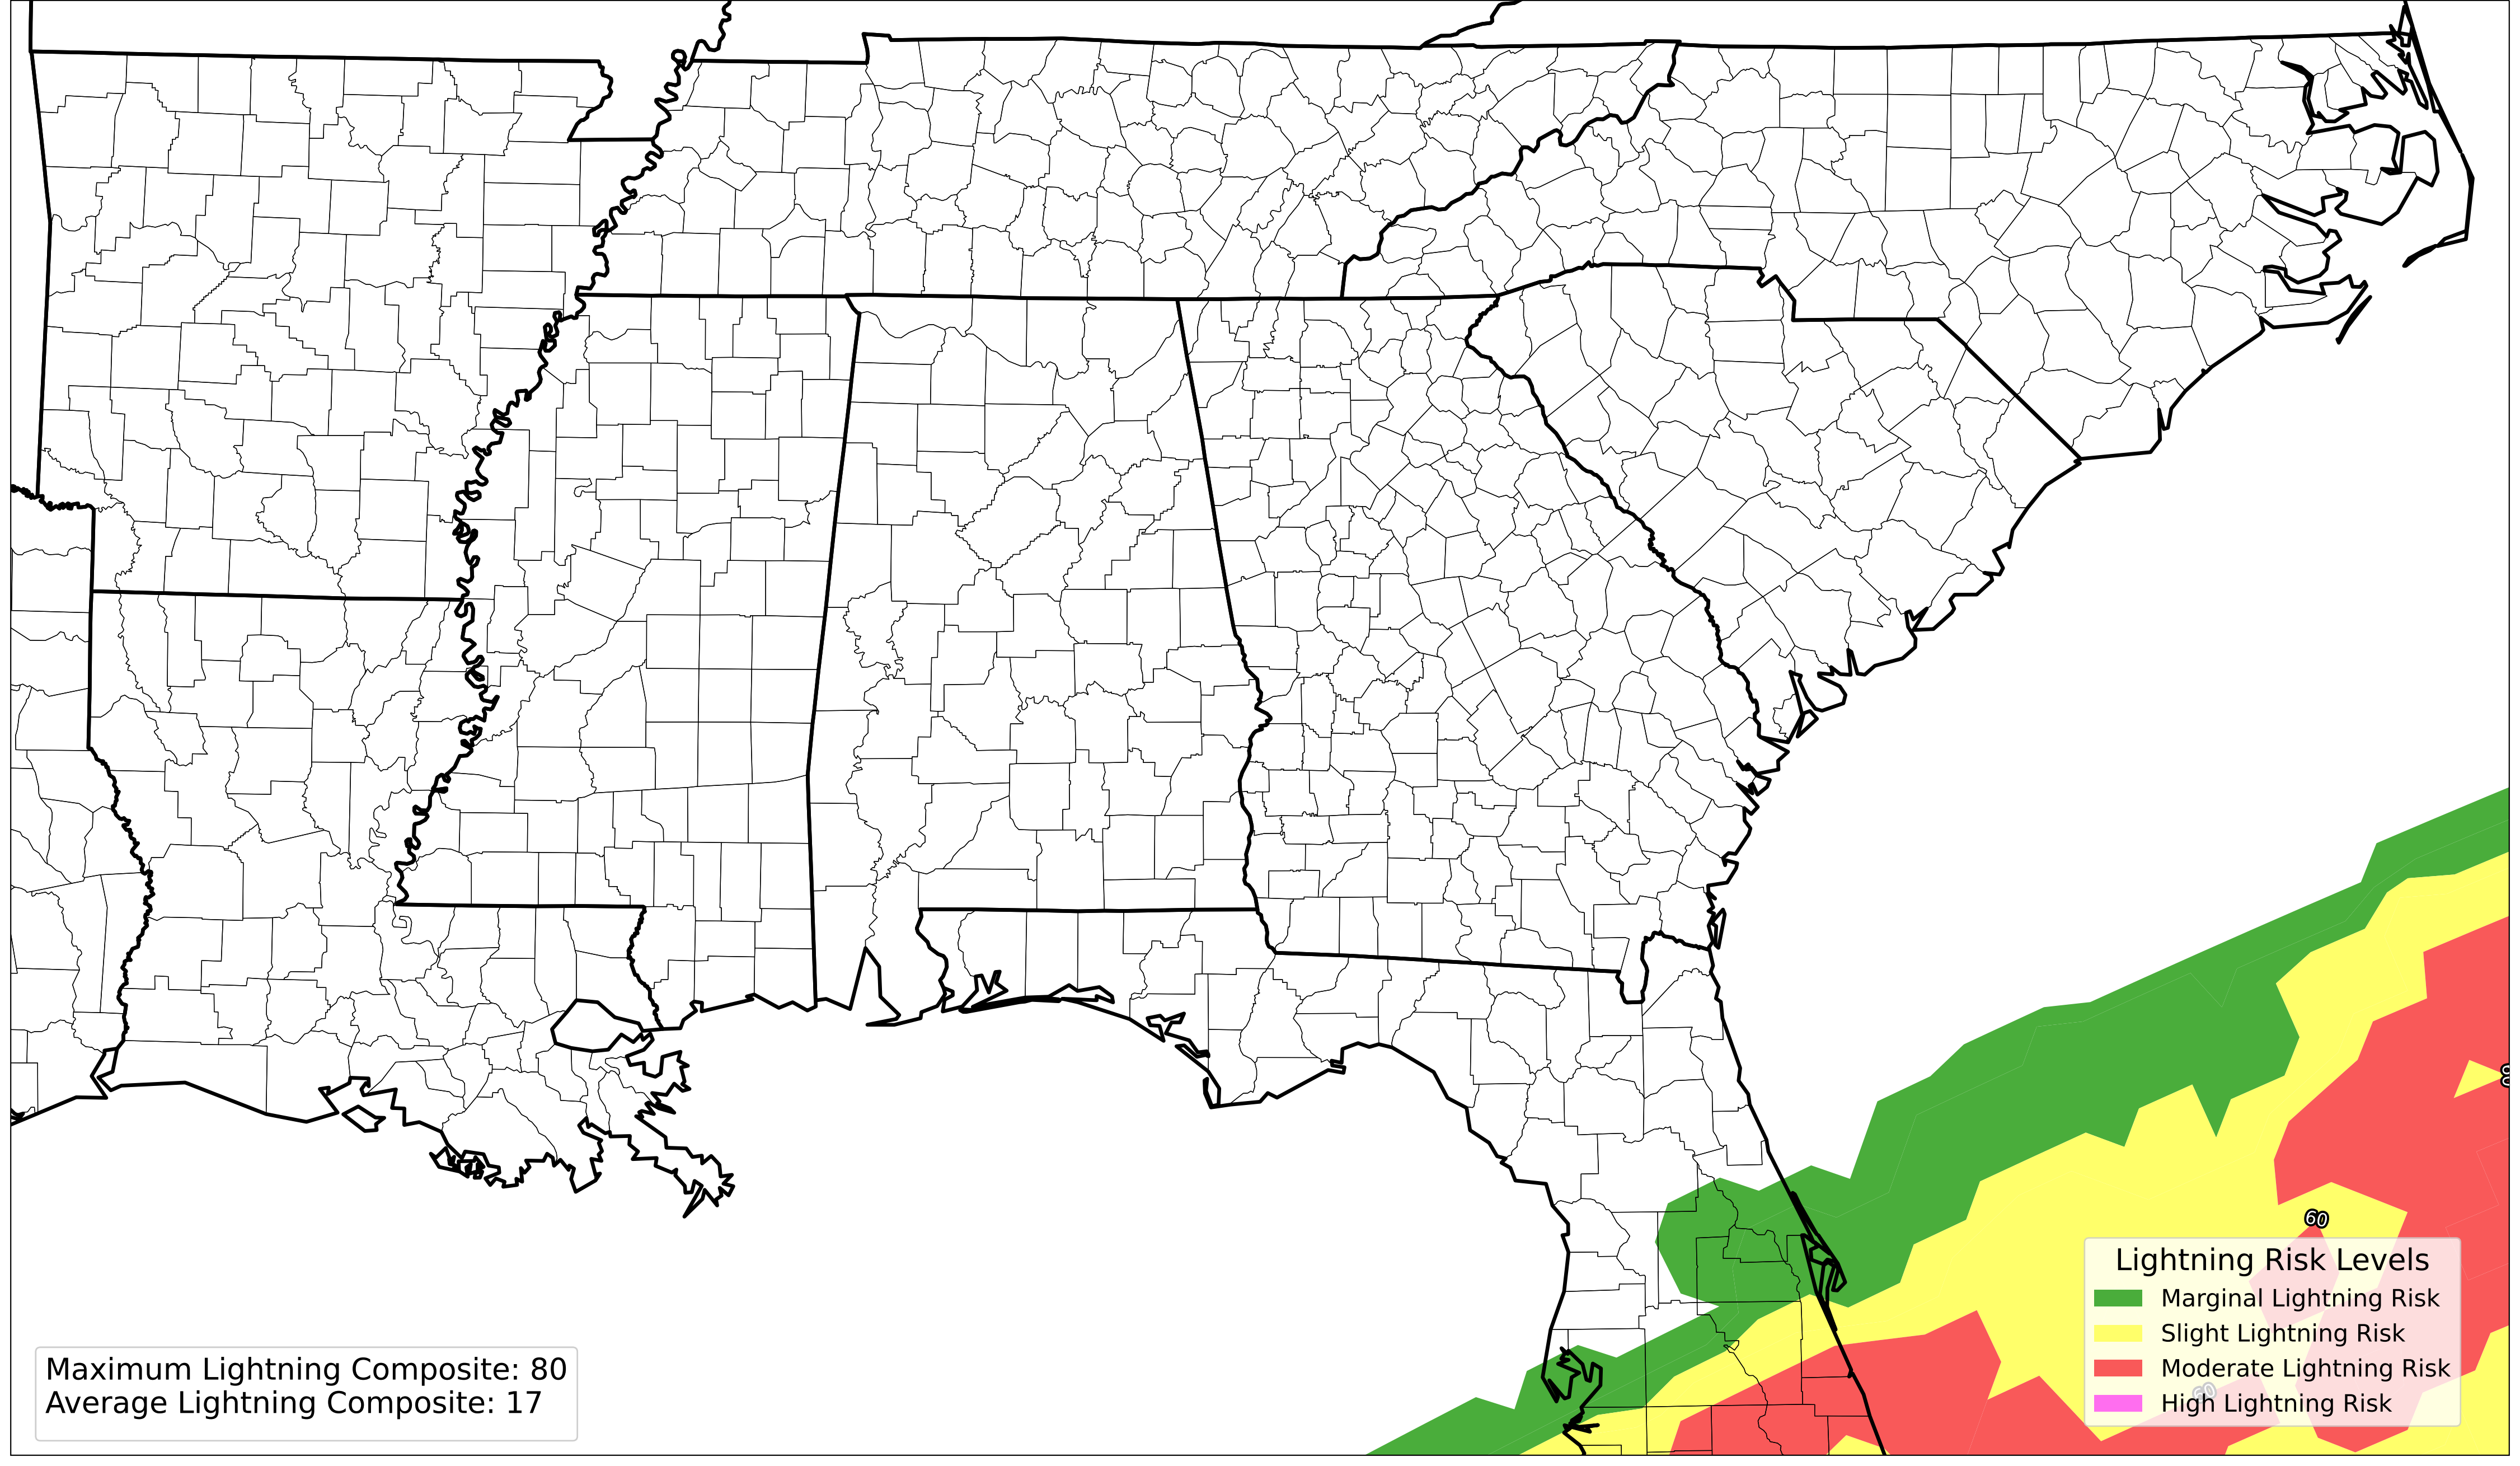 60
Lightning Risk Levels
Marginal Lightning Risk
Slight Lightning Risk
Moderate Lightning Risk
60
High Lightning Risk
Maximum Lightning Composite: 80
Average Lightning Composite: 17